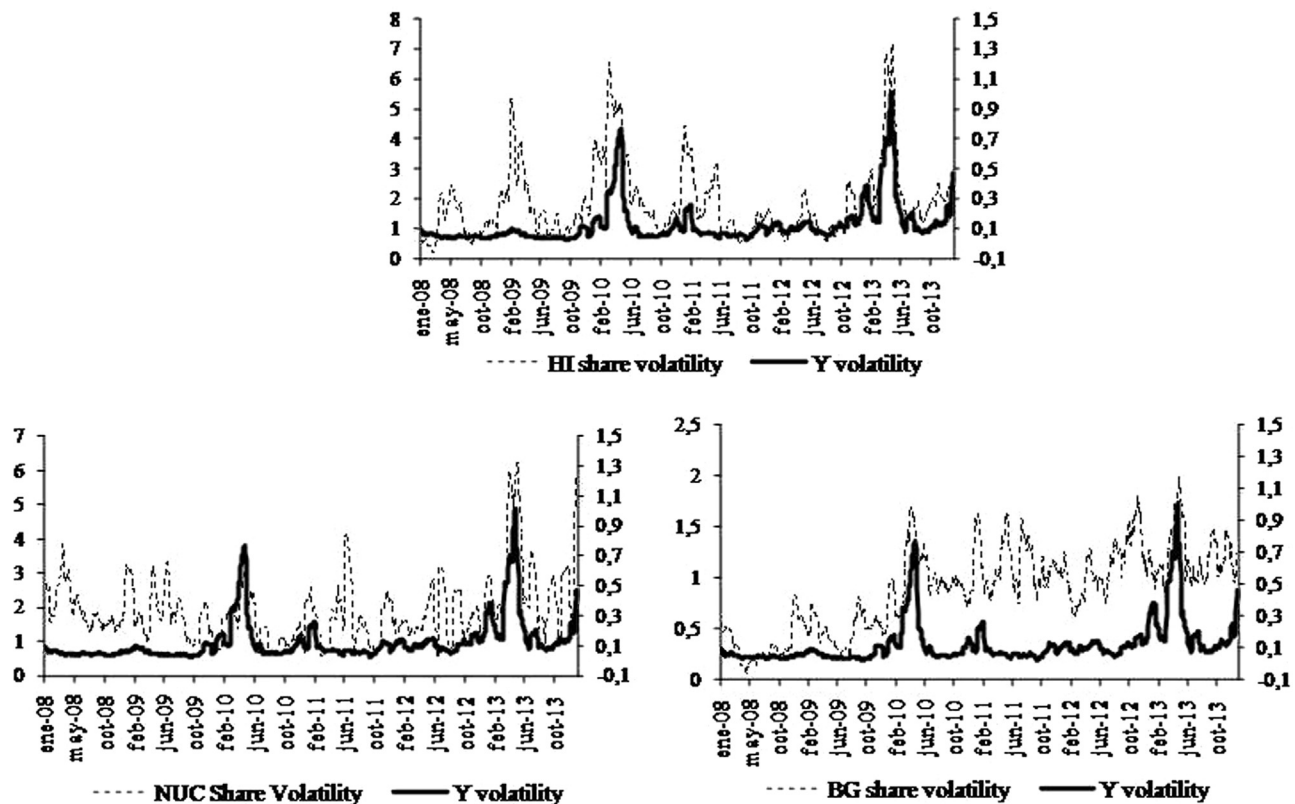 8
7
6
5
4
3
2
1
0
1,5
1,3
1,1
0,9
0,7
0,5
0,3
0,1
-0,1
ene-08
may-08
oct-08
feb-09
jun-09
oct-09
feb-10
jun-10
oct-10
feb-11
jun-11
oct-11
feb-12
jun-12
oct-12
feb-13
jun-13
oct-13
HI share volatility Y volatility
7
6
5
4
3
2
1
0
1,5
1,3
1,1
0,9
0,7
0,5
0,3
0,1
-0,1
ene-08
may-08
oct-08
feb-09
jun-09
oct-09
feb-10
jun-10
oct-10
feb-11
jun-11
oct-11
feb-12
jun-12
oct-12
feb-13
jun-13
oct-13
NUC Share Volatility Y volatility
2,5
2
1,5
1
0,5
0
1,5
1,3
1,1
0,9
0,7
0,5
0,3
0,1
-0,1
ene-08
may-08
oct-08
feb-09
jun-09
oct-09
feb-10
jun-10
oct-10
feb-11
jun-11
oct-11
feb-12
jun-12
oct-12
feb-13
jun-13
oct-13
BG share volatility Y volatility